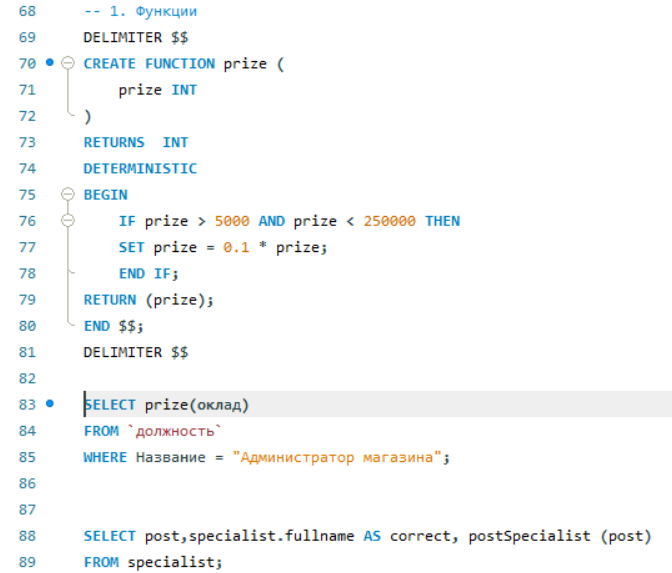 68 -- 1. Функции
69 DELIMITER $$
70 CREATE FUNCTION prize (
71 prize INT
72 )
73 RETURNS  INT
74 DETERMINISTIC
75 BEGIN
76 IF prize > 5000 AND prize < 250000 THEN
77 SET prize = 0.1 * prize;
78 END IF;
79 RETURN (prize);
80 END $$;
81 DELIMITER $$
82
83 SELECT prize(оклад)
84 FROM `должность`
85 WHERE Название = "Администратор магазина";
86
87
88 SELECT post,specialist.fullname AS correct, postSpecialist (post)
89 FROM specialist;